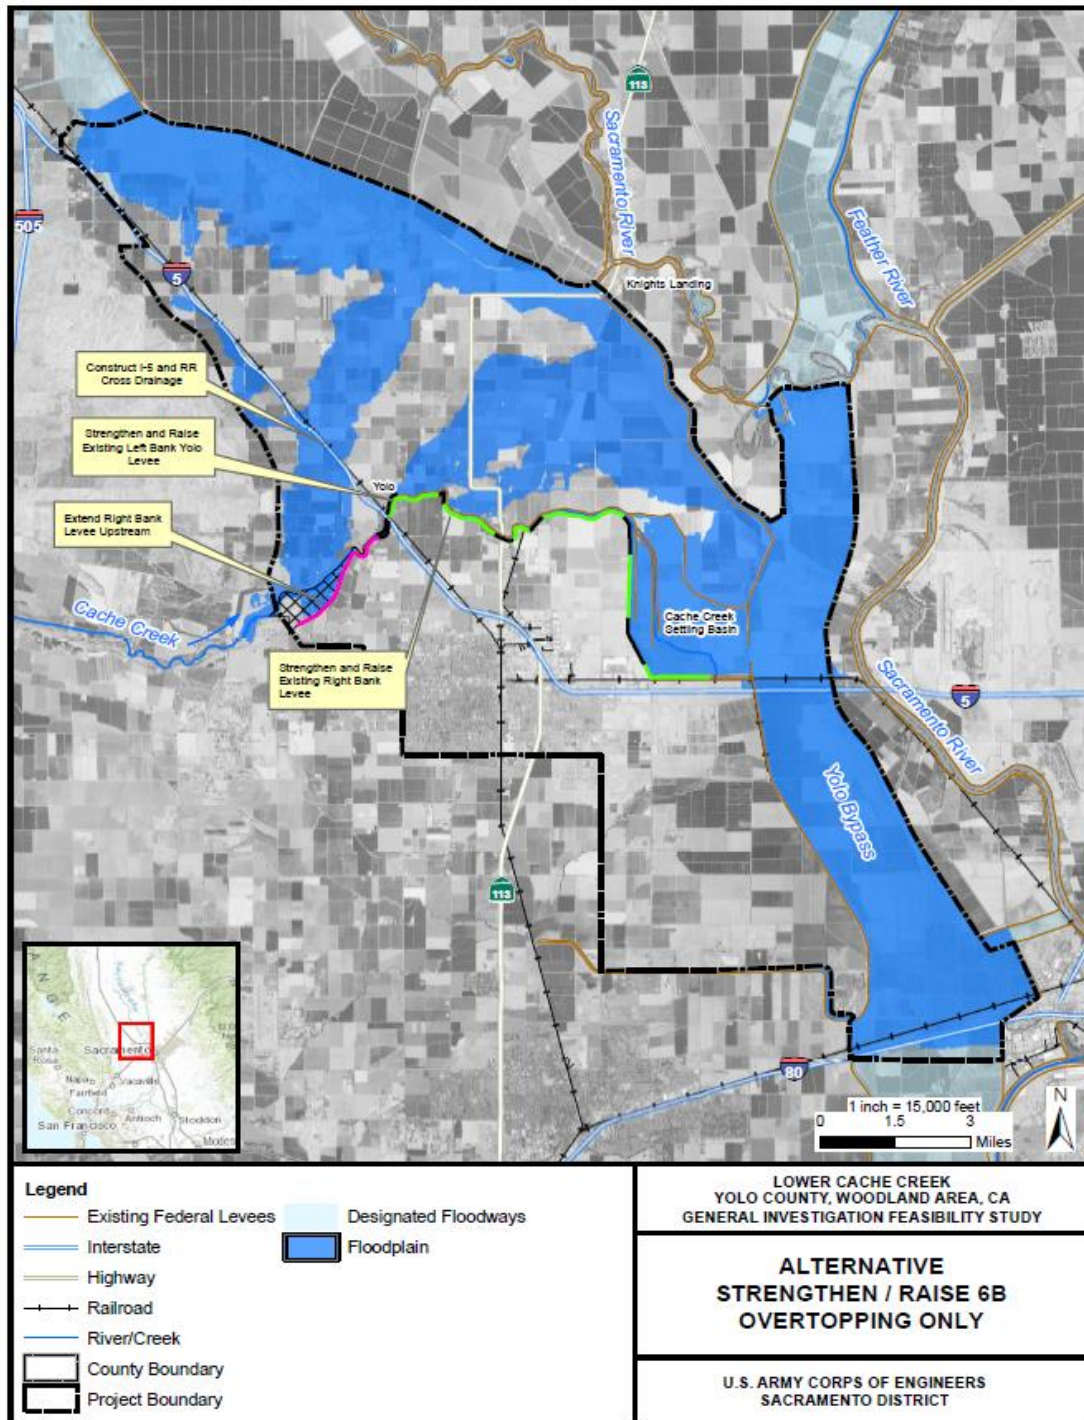 113
Sacramento River
Feather River
505
5
Knights Landing
Construct I-5 and RR
Cross Drainage
Strengthen and Raise
Existing Left Bank Yolo
Levee
Yolo
Extend Right Bank
Levee Upstream
Cache Creek
Cache Creek
Settling Basin
Strengthen and Raise
Existing Right Bank
Levee
5
Sacramento River
Yolo Bypass
113
80
Sacramento
Santa
Rosa
Napa
Vacaville
Fairfield
Concord
Antioch
Stockton
San Francisco
Modes
N
1 inch = 15,000 feet
0 1.5 3
Miles
Legend
Existing Federal Levees
Interstate
Highway
Railroad
River/Creek
County Boundary
Project Boundary
Designated Floodways
Floodplain
LOWER CACHE CREEK
YOLO COUNTY, WOODLAND AREA, CA
GENERAL INVESTIGATION FEASIBILITY STUDY
ALTERNATIVE
STRENGTHEN / RAISE 6B
OVERTOPPING ONLY
U.S. ARMY CORPS OF ENGINEERS
SACRAMENTO DISTRICT